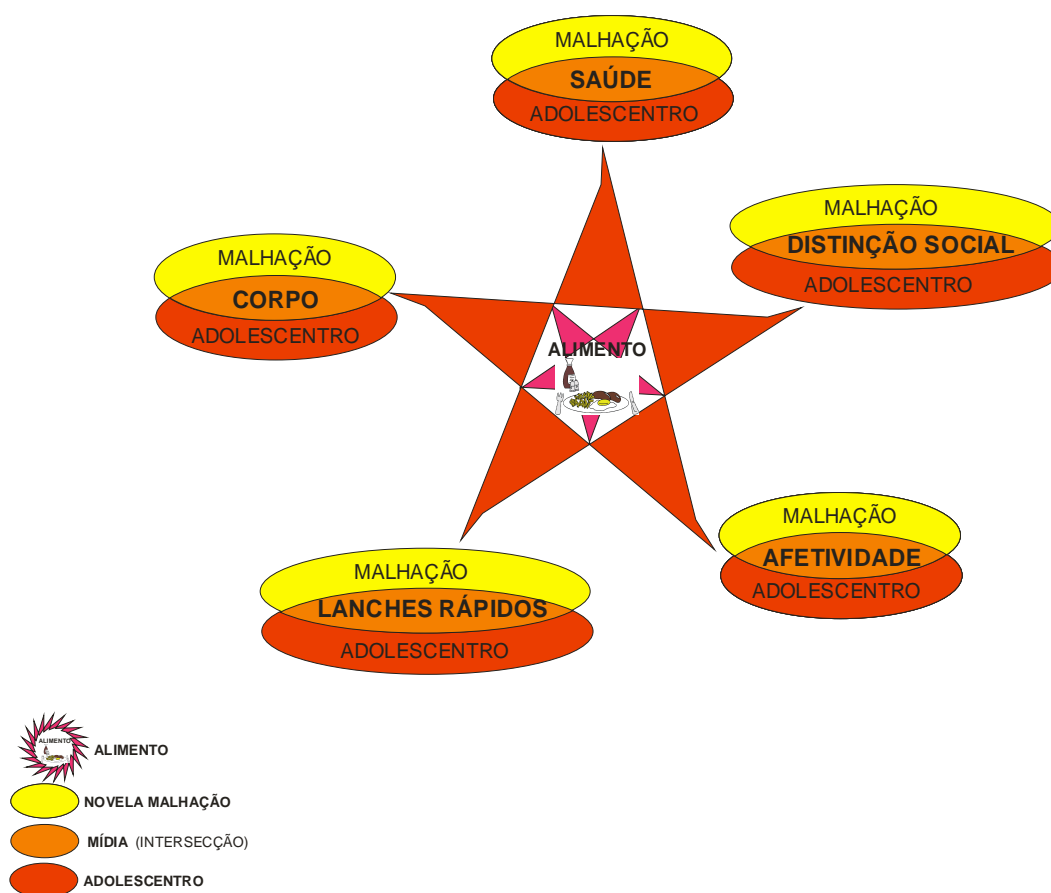 MALHAÇÃO
SAÚDE
ADOLESCENTRO
MALHAÇÃO
DISTINÇÃO SOCIAL
ADOLESCENTRO
MALHAÇÃO
CORPO
ADOLESCENTRO
ALIMENTO
MALHAÇÃO
AFETIVIDADE
ADOLESCENTRO
MALHAÇÃO
LANCHES RÁPIDOS
ADOLESCENTRO
ALIMENTO
ALIMENTO
NOVELA MALHAÇÃO
MÍDIA (INTERSECÇÃO)
ADOLESCENTRO